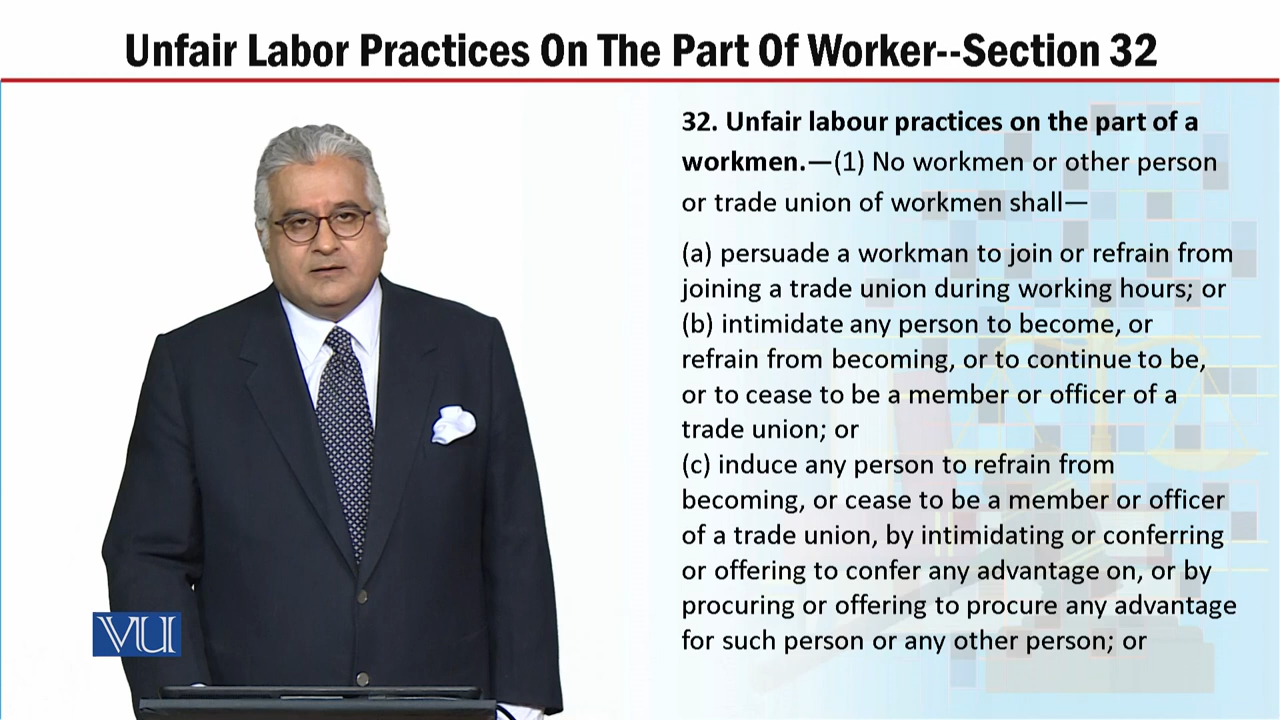 Unfair Labor Practices On The Part Of Worker--Section 32
32. Unfair labour practices on the part of a
workmen.—(1) No workmen or other person
or trade union of workmen shall—
(a) persuade a workman to join or refrain from
joining a trade union during working hours; or
(b) intimidate any person to become, or
refrain from becoming, or to continue to be,
or to cease to be a member or officer of a
trade union; or
(c) induce any person to refrain from
becoming, or cease to be a member or officer
of a trade union, by intimidating or conferring
or offering to confer any advantage on, or by
procuring or offering to procure any advantage
for such person or any other person; or
VU